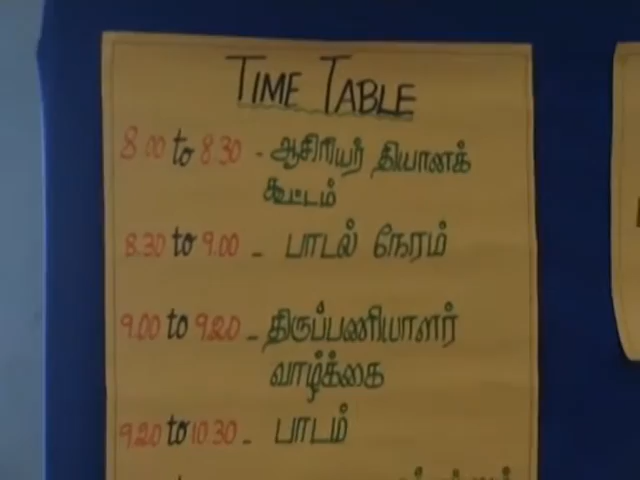 TIME TABLE
8.00 to 8.30 - ஆசிரியர் தியானக்
கூட்டம்
8.30 to 9.00 - பாடல் நேரம்
9.00 to 9.20 - திருப்பணியாளர்
வாழ்க்கை
9.20 to 10.30 - பாடம்